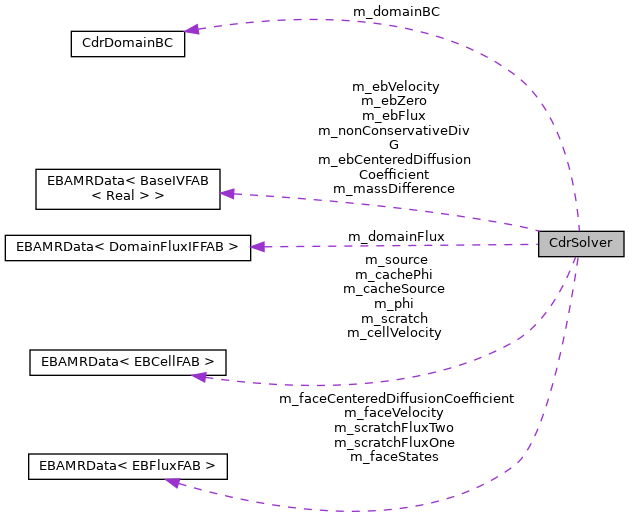 m_domainBC
CdrDomainBC
m_ebVelocity
m_ebZero
m_ebFlux
m_nonConservativeDiv
G
m_ebCenteredDiffusion
Coefficient
m_massDifference
EBAMRData< BaseIVFAB
< Real > >
m_domainFlux
CdrSolver
EBAMRData< DomainFluxIFFAB >
m_source
m_cachePhi
m_cacheSource
m_phi
m_scratch
m_cellVelocity
EBAMRData< EBCellFAB >
m_faceCenteredDiffusionCoefficient
m_faceVelocity
m_scratchFluxTwo
m_scratchFluxOne
m_faceStates
EBAMRData< EBFluxFAB >